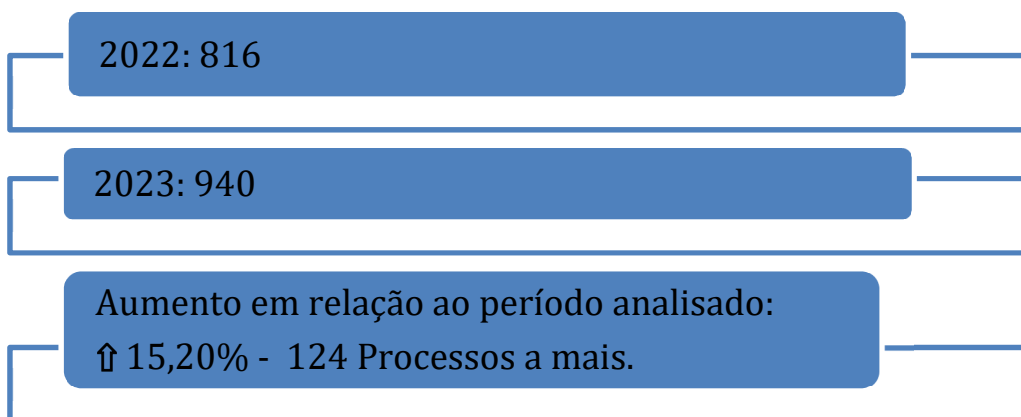 2022: 816
2023: 940
Aumento em relação ao período analisado:
⇧ 15,20% - 124 Processos a mais.